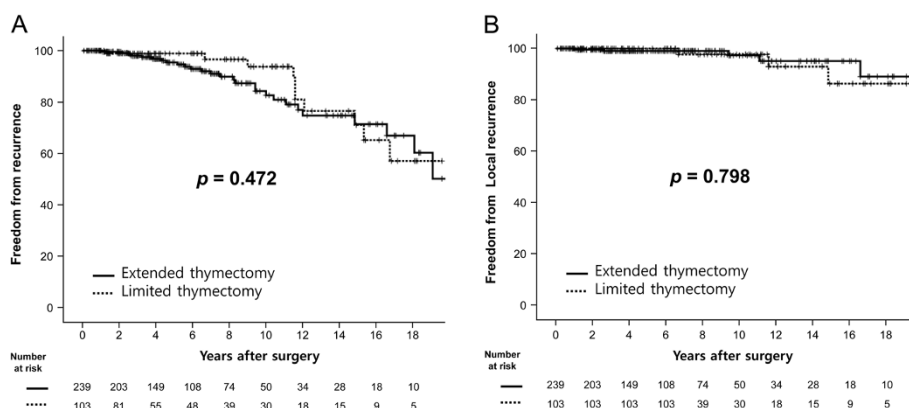 A
Freedom from recurrence
100
80
60
40
20
0
p = 0.472
Extended thymectomy
Limited thymectomy
0 2 4 6 8 10 12 14 16 18
Years after surgery
Number
at risk
239 203 149 108 74 50 34 28 18 10
103 81 55 48 39 30 18 15 9 5
B
Freedom from Local recurrence
100
80
60
40
20
0
p = 0.798
Extended thymectomy
Limited thymectomy
0 2 4 6 8 10 12 14 16 18
Years after surgery
Number
at risk
239 203 149 108 74 50 34 28 18 10
103 103 103 103 39 30 18 15 9 5